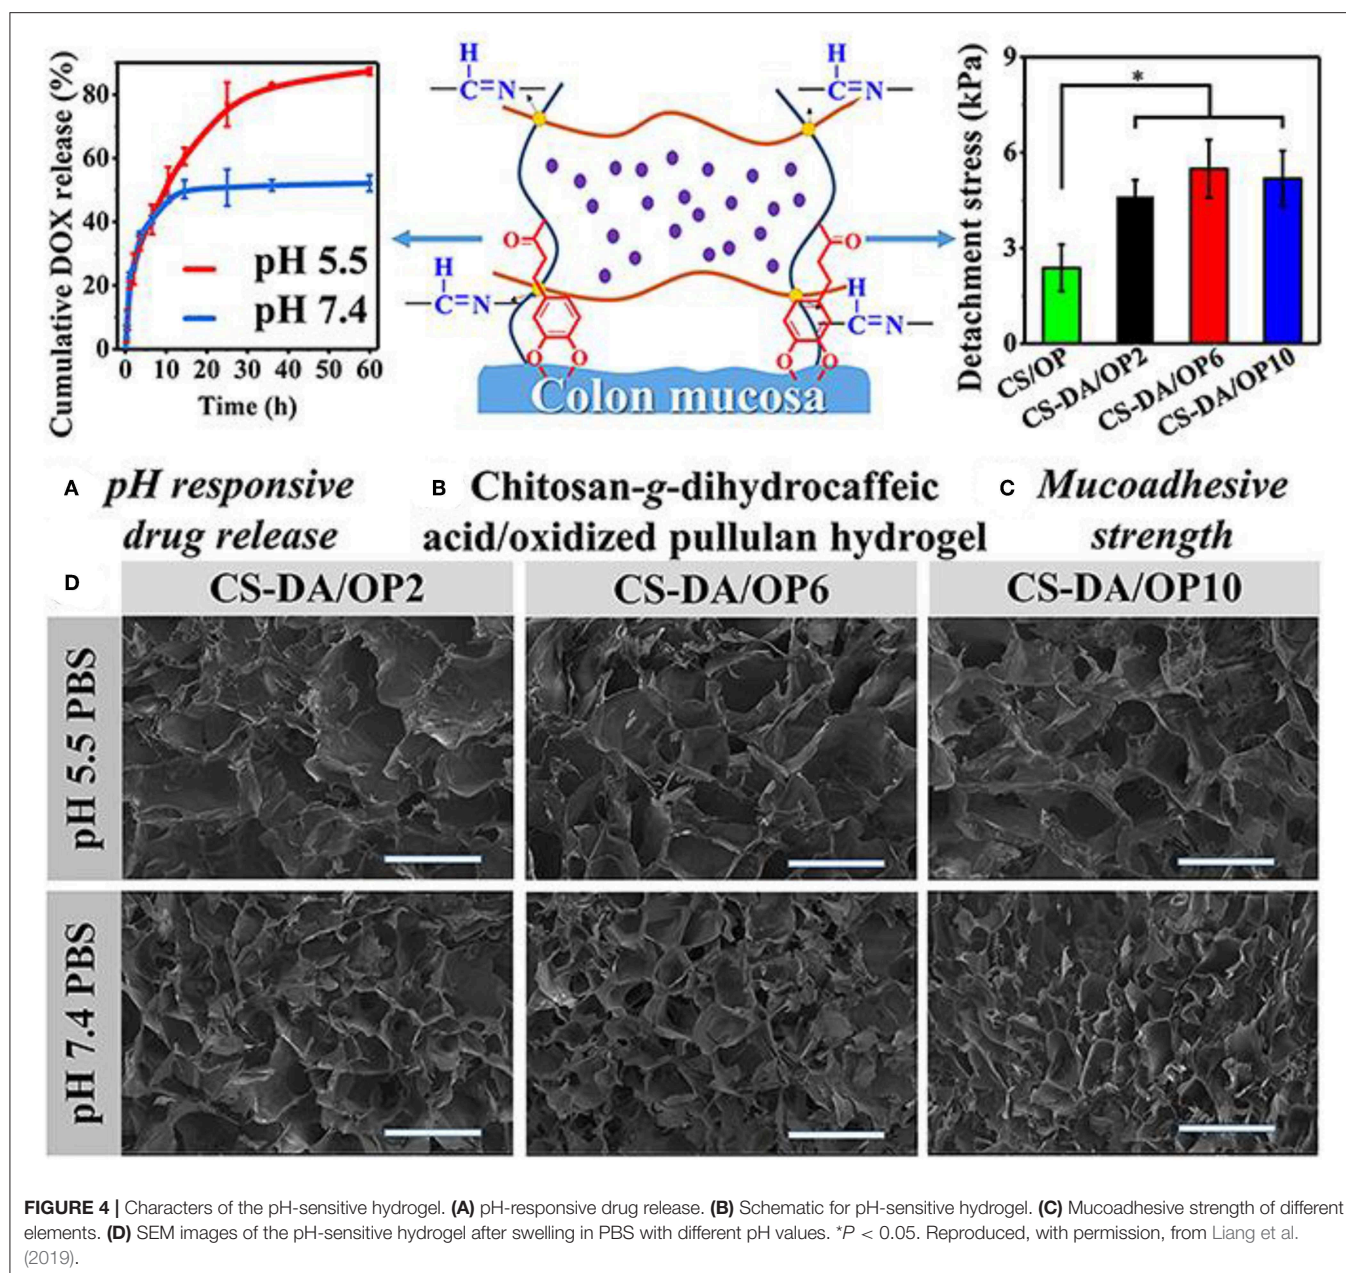 Cumulative DOX release (%)
80
60
40
20
0
pH 5.5
pH 7.4
0 10 20 30 40 50 60
Time (h)
H
C=N
H
C=N
O
O
H
C=N
H
C=N
O O
O O
Colon mucosa
Detachment stress (kPa)
9
6
3
0
*
CS/OP
CS-DA/OP2
CS-DA/OP6
CS-DA/OP10
A pH responsive
drug release
B Chitosan-g-dihydrocaffeic
acid/oxidized pullulan hydrogel
C Mucoadhesive
strength
D
CS-DA/OP2 CS-DA/OP6 CS-DA/OP10
pH 5.5 PBS
pH 7.4 PBS
FIGURE 4 | Characters of the pH-sensitive hydrogel. (A) pH-responsive drug release. (B) Schematic for pH-sensitive hydrogel. (C) Mucoadhesive strength of different
elements. (D) SEM images of the pH-sensitive hydrogel after swelling in PBS with different pH values. *P < 0.05. Reproduced, with permission, from Liang et al.
(2019).